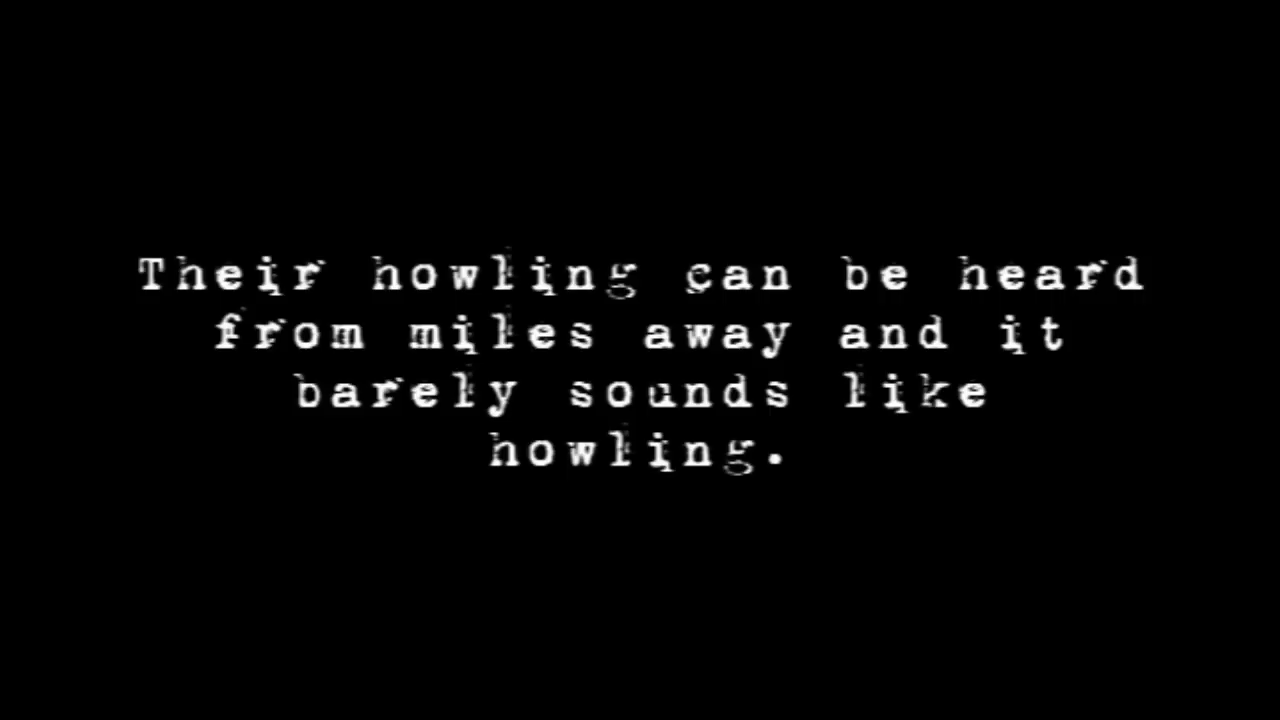 Their howling can be heard
from miles away and it
barely sounds like
howling.